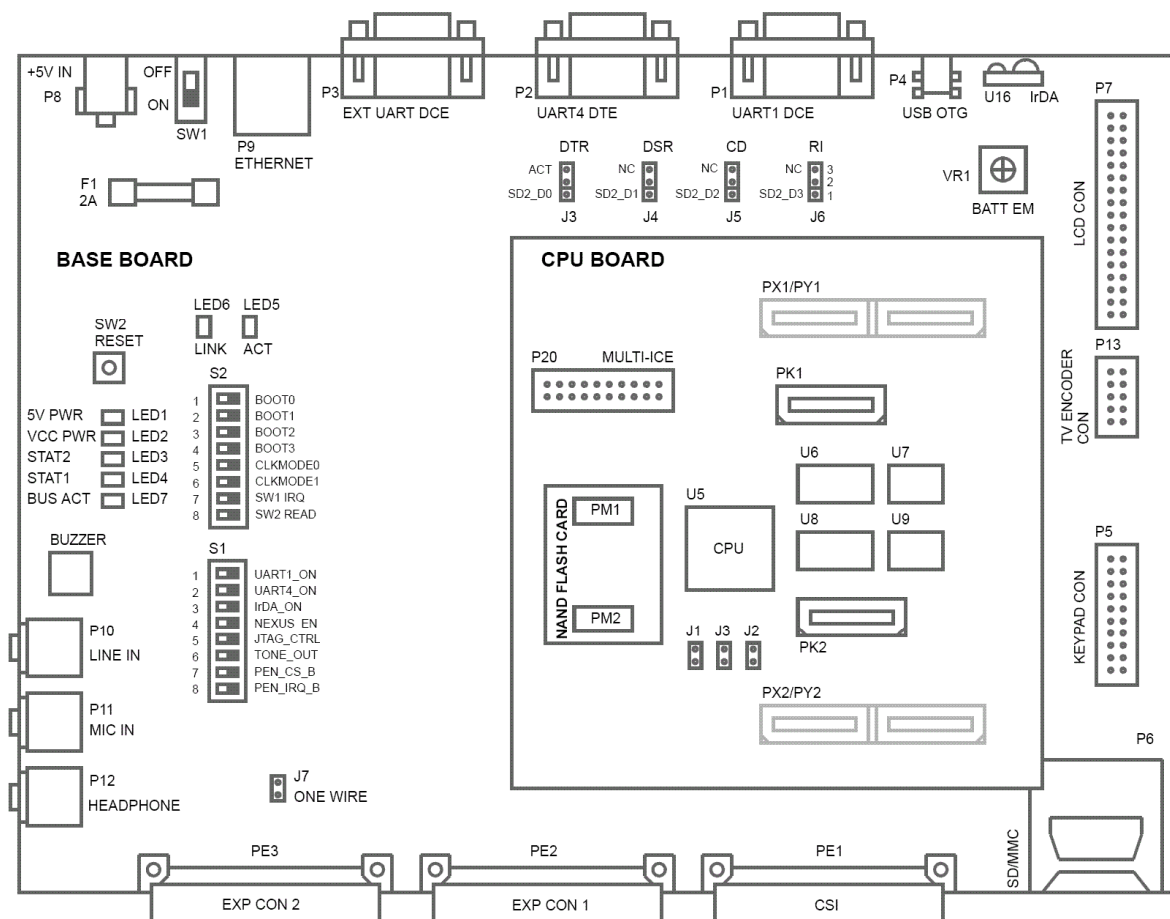 +5V IN
P8
OFF
ON
SW1
P9
ETHERNET
P3
EXT UART DCE
P2
UART4 DTE
P1
UART1 DCE
P4
USB OTG
U16
IrDA
P7
LCD CON
F1
2A
DTR
ACT
SD2_D0
J3
DSR
NC
SD2_D1
J4
CD
NC
SD2_D2
J5
RI
NC
3
2
SD2_D3
1
J6
VR1
BATT EM
BASE BOARD
CPU BOARD
LED6
LED5
LINK
ACT
SW2
RESET
PX1/PY1
P20
MULTI-ICE
PK1
P13
TV ENCODER
CON
S2
1 BOOT0
2 BOOT1
3 BOOT2
4 BOOT3
5 CLKMODE0
6 CLKMODE1
7 SW1 IRQ
8 SW2 READ
5V PWR LED1
VCC PWR LED2
STAT2 LED3
STAT1 LED4
BUS ACT LED7
BUZZER
U6
U7
U5
CPU
U8
U9
NAND FLASH CARD
PM1
PM2
P5
KEYPAD CON
S1
1 UART1_ON
2 UART4_ON
3 IrDA_ON
4 NEXUS_EN
5 JTAG_CTRL
6 TONE_OUT
7 PEN_CS_B
8 PEN_IRQ_B
P10
LINE IN
J1
J3
J2
PK2
P11
MIC IN
PX2/PY2
P6
P12
HEADPHONE
J7
ONE WIRE
SD/MMC
PE3
EXP CON 2
PE2
EXP CON 1
PE1
CSI